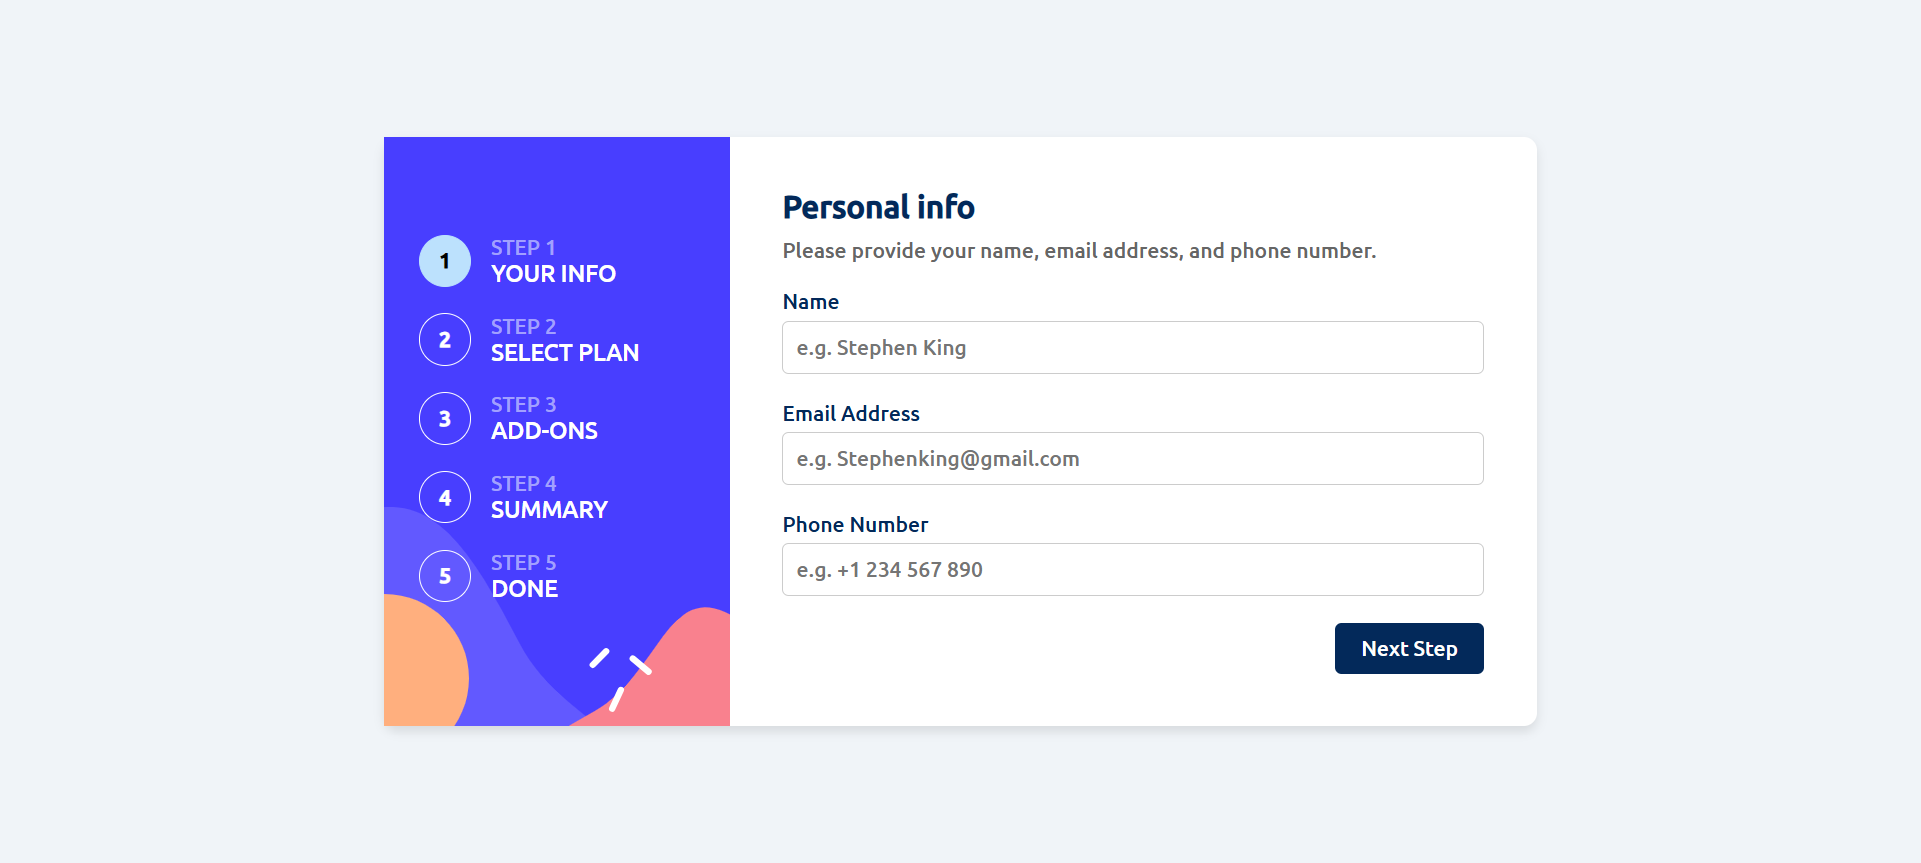 1
STEP 1
YOUR INFO
2
STEP 2
SELECT PLAN
3
STEP 3
ADD-ONS
4
STEP 4
SUMMARY
5
STEP 5
DONE
Personal info
Please provide your name, email address, and phone number.
Name
e.g. Stephen King
Email Address
e.g. Stephenking@gmail.com
Phone Number
e.g. +1 234 567 890
Next Step